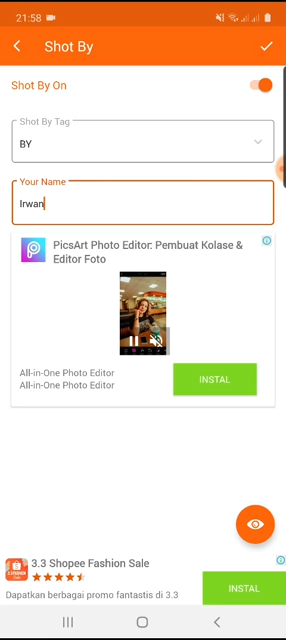 21:58
Shot By
Shot By On
Shot By Tag
BY
Your Name
Irwan
PicsArt Photo Editor: Pembuat Kolase &
Editor Foto
All-in-One Photo Editor
All-in-One Photo Editor
INSTAL
3.3 Shopee Fashion Sale
Dapatkan berbagai promo fantastis di 3.3
INSTAL